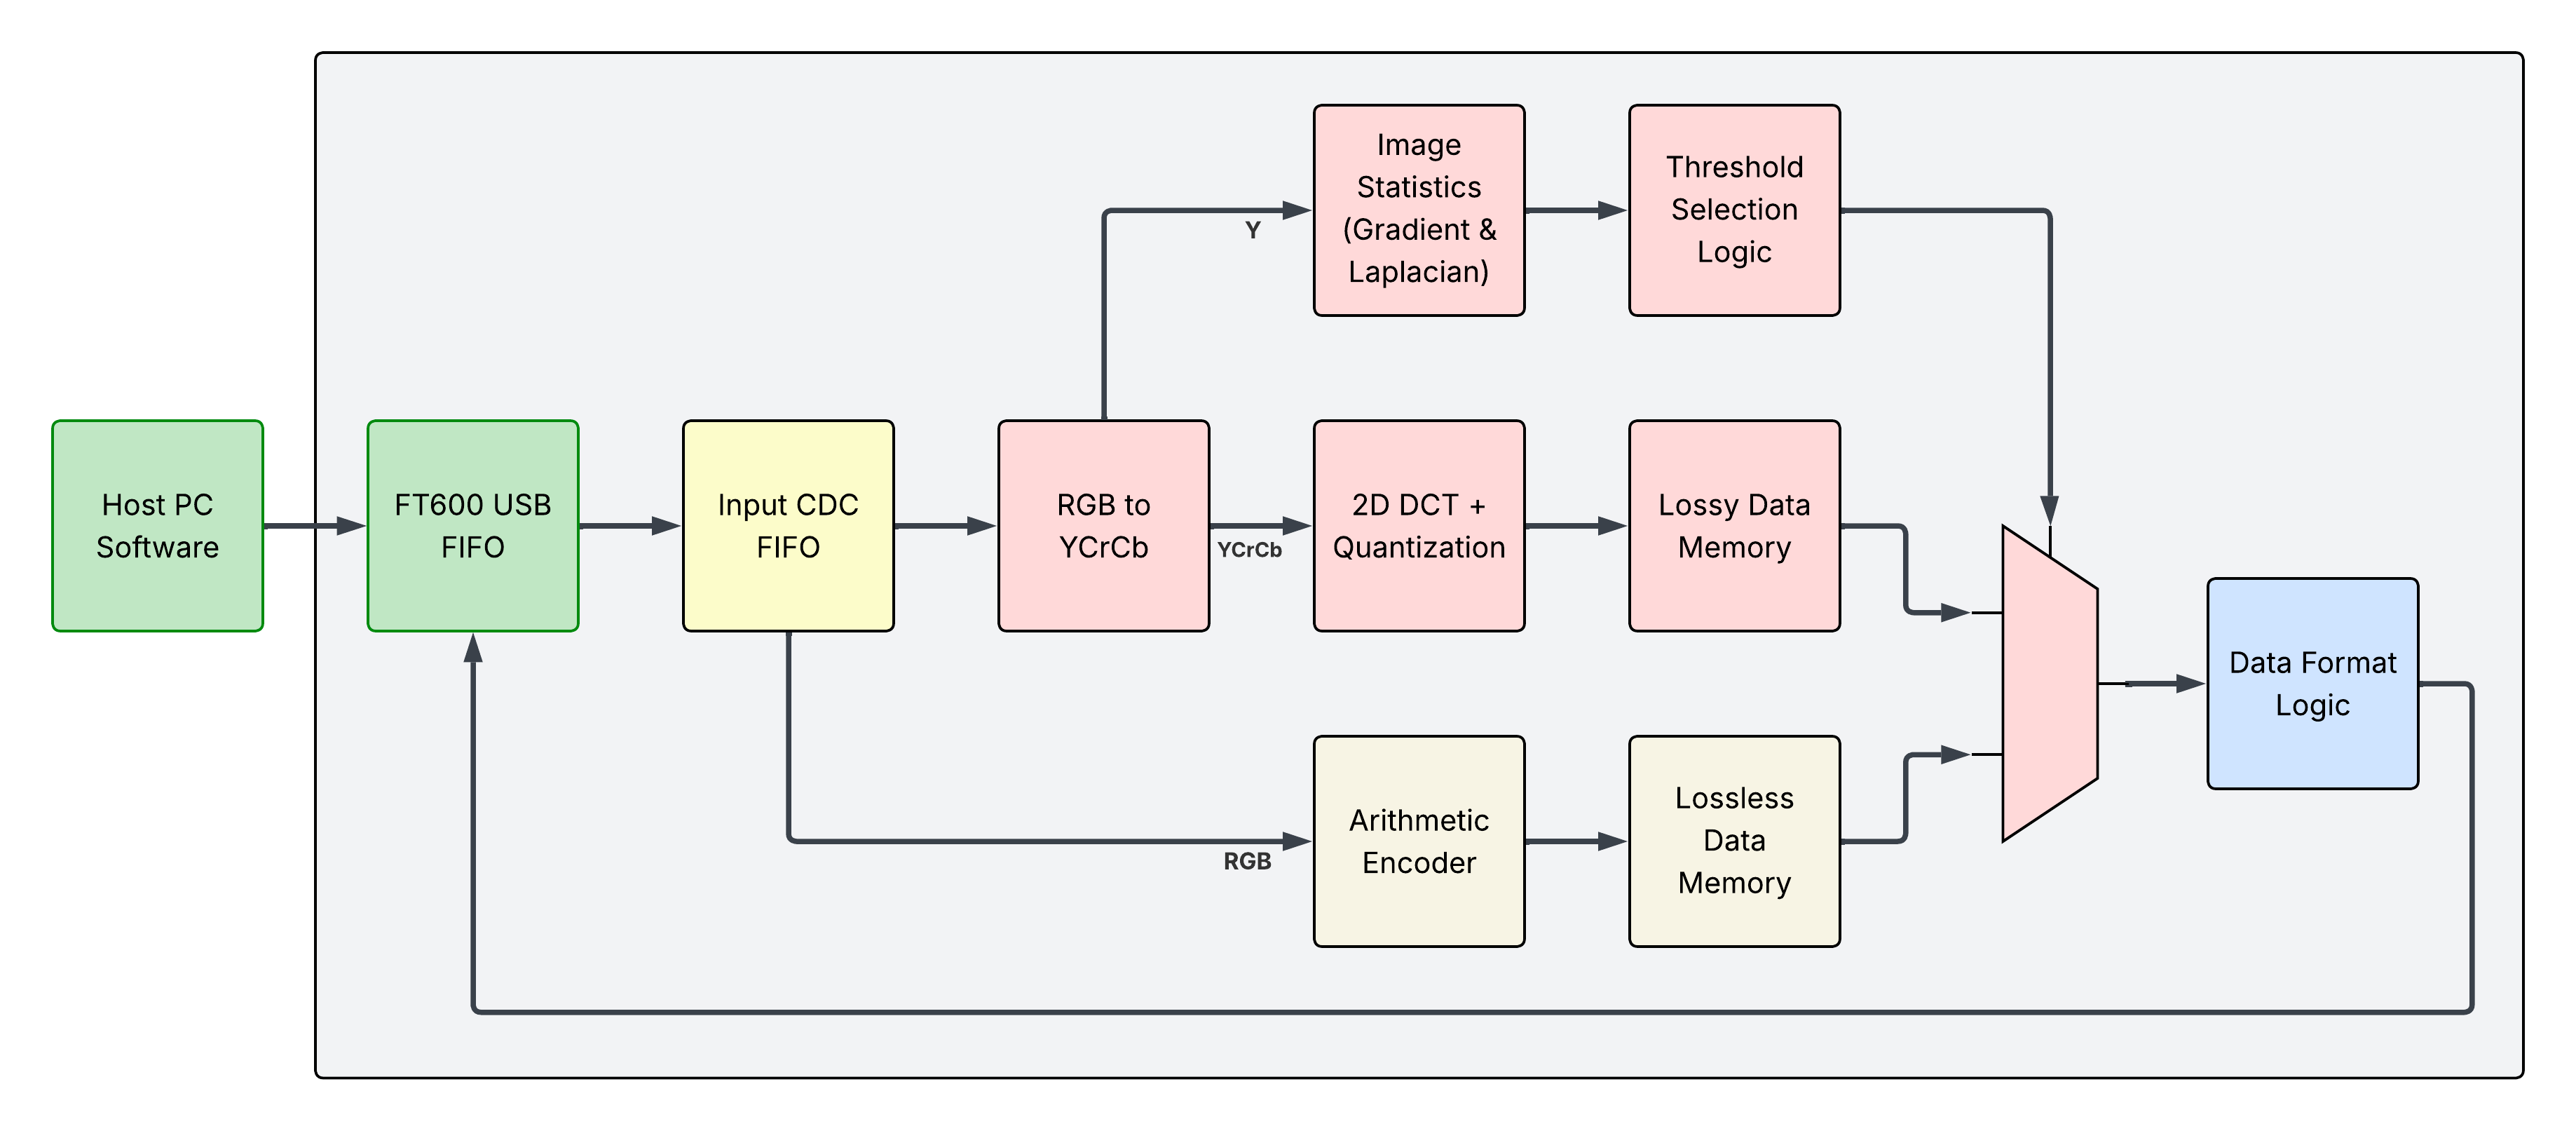 Image
Statistics
(Gradient &
Laplacian)
Threshold
Selection
Logic
Y
Host PC
Software
FT600 USB
FIFO
Input CDC
FIFO
RGB to
YCrCb
YCrCb
2D DCT +
Quantization
Lossy Data
Memory
Data Format
Logic
RGB
Arithmetic
Encoder
Lossless
Data
Memory